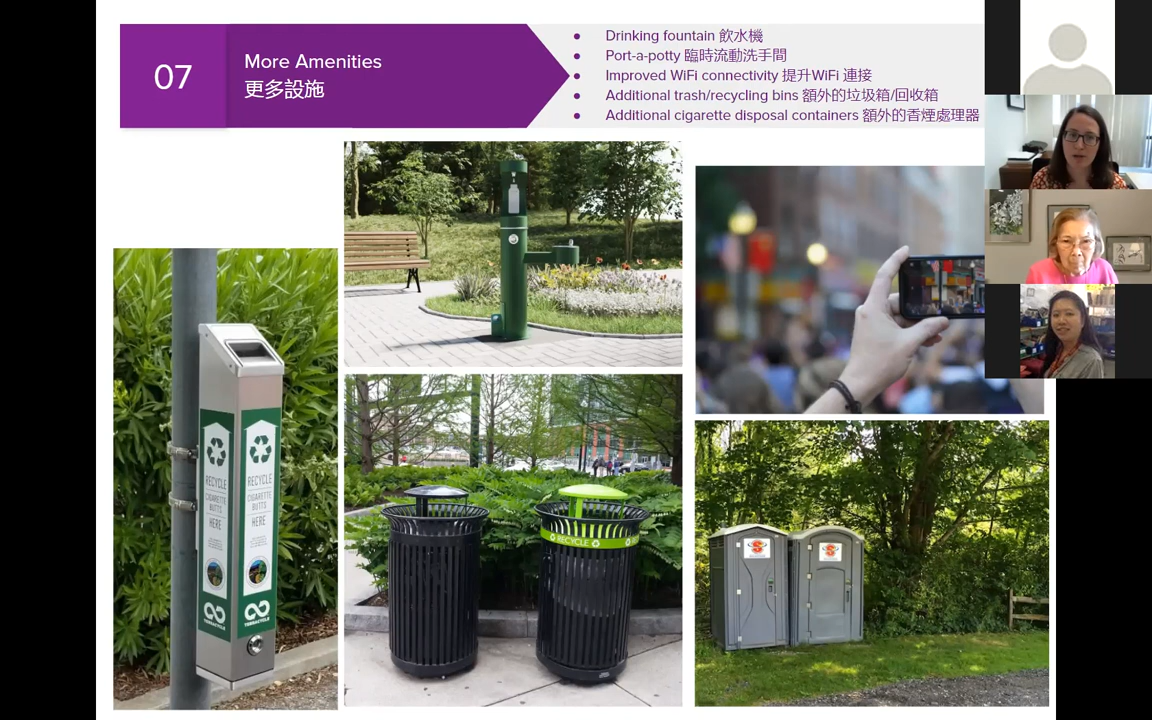 07
More Amenities
更多設施
● Drinking fountain 飲水機
● Port-a-potty 臨時流動洗手間
● Improved WiFi connectivity 提升WiFi 連接
● Additional trash/recycling bins 額外的垃圾箱/回收箱
● Additional cigarette disposal containers 額外的香煙處理器
RECYCLE
CIGARETTE
BUTTS
HERE
TERRACYCLE
RECYCLE
CIGARETTE
BUTTS
HERE
TERRACYCLE
RECYCLE